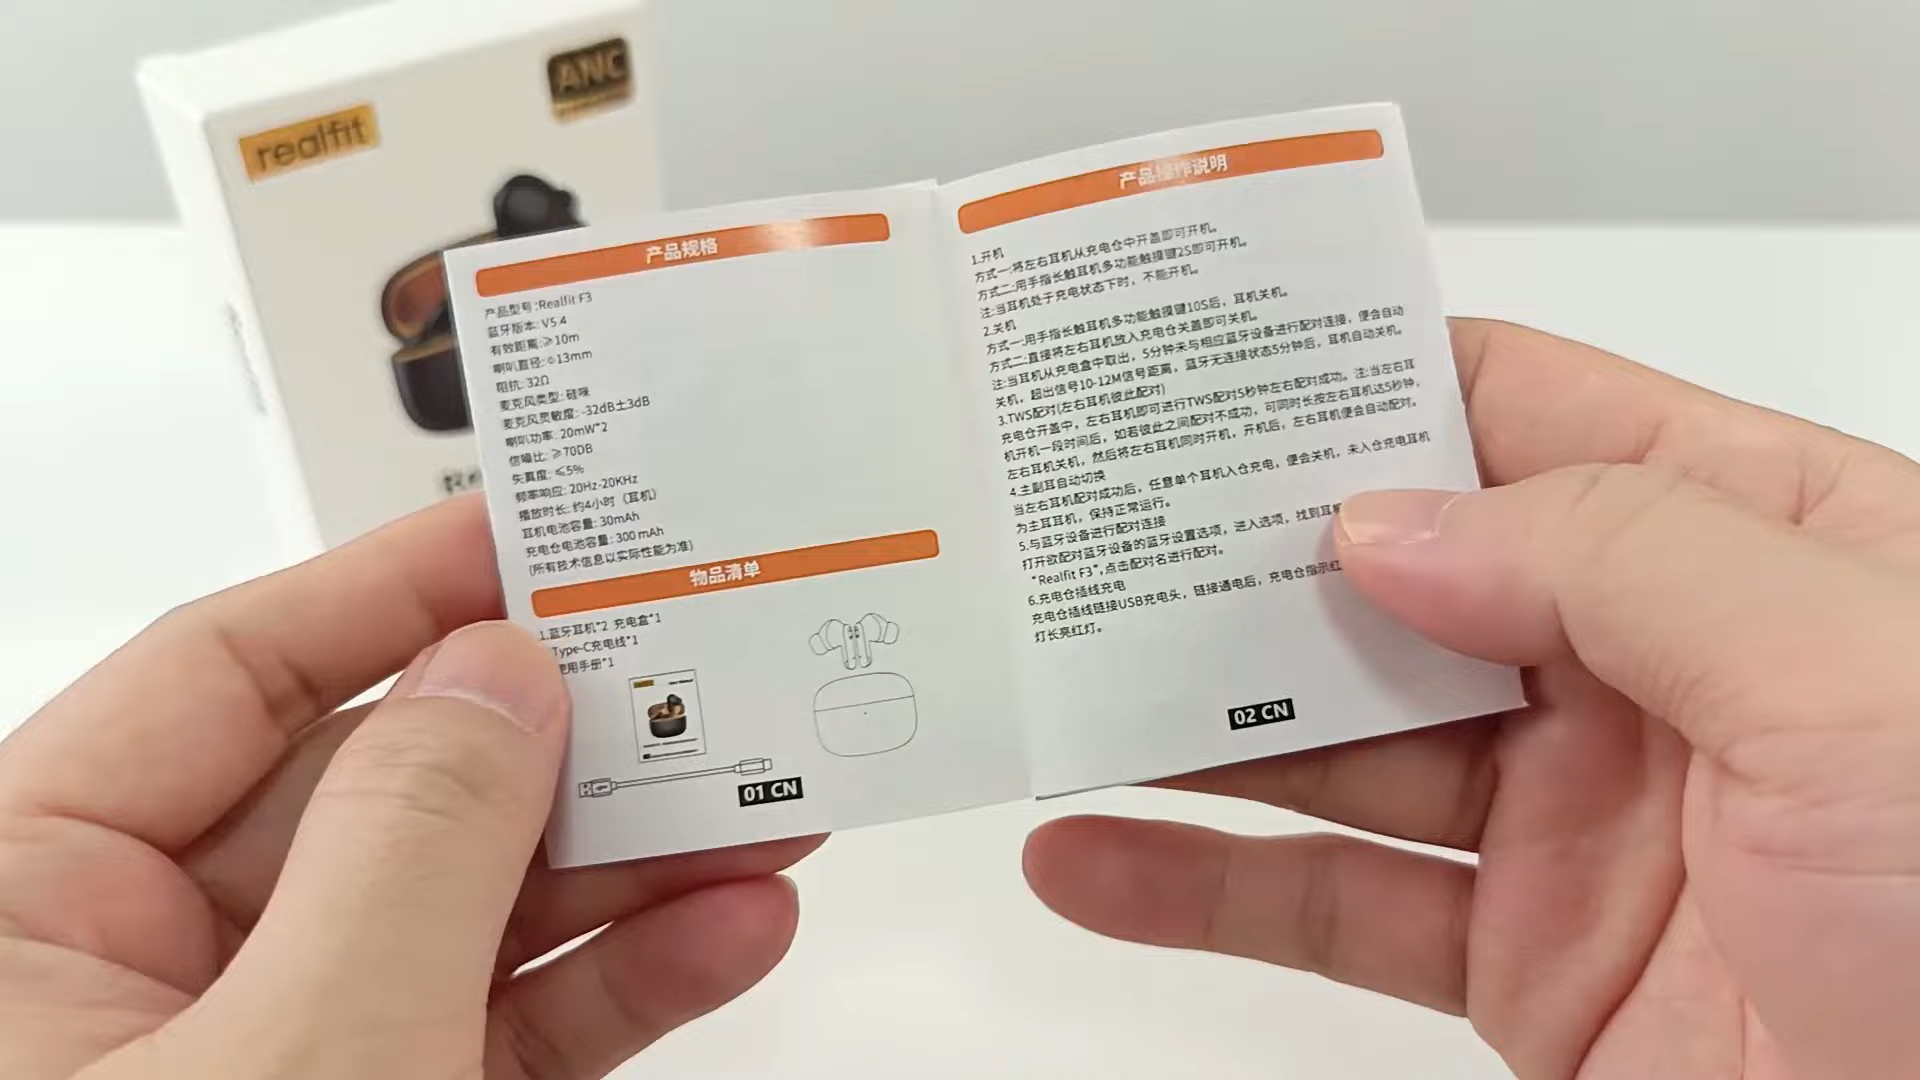 realfit
ANC
产品规格
产品型号:Realfit F3
蓝牙版本: V5.4
有效距离:≥10m
喇叭直径:Φ13mm
阻抗: 32Ω
麦克风类型: 硅咪
麦克风灵敏度: -32dB土3dB
喇叭功率: 20mW*2
信噪比: ≥70DB
失真度: ≤5%
频率响应: 20Hz-20KHz
播放时长: 约4小时（耳机）
耳机电池容量: 30mAh
充电仓电池容量: 300 mAh
(所有技术信息以实际性能为准)
物品清单
1.蓝牙耳机*2 充电盒*1
Type-C充电线*1
使用手册*1
01 CN
产品操作说明
1.开机
方式一:将左右耳机从充电仓中开盖即可开机。
方式二:用手指长触耳机多功能触摸键2S即可开机。
注:当耳机处于充电状态下时，不能开机。
2.关机
方式一:用手指长触耳机多功能触摸键10S后，耳机关机。
方式二:直接将左右耳机放入充电仓关盖即可关机。
注:当耳机从充电盒中取出，5分钟未与相应蓝牙设备进行配对连接，便会自动
关机，超出信号10-12M信号距离，蓝牙无连接状态5分钟后，耳机自动关机。
3.TWS配对(左右耳机彼此配对)
充电仓开盖中，左右耳机即可进行TWS配对5秒钟左右配对成功。注:当左右耳
机开机一段时间后，如若彼此之间配对不成功，可同时长按左右耳机达5秒钟，
左右耳机关机，然后将左右耳机同时开机，开机后，左右耳机便会自动配对。
4.主副耳自动切换
当左右耳机配对成功后，任意单个耳机入仓充电，便会关机，未入仓充电耳机
为主耳耳机，保持正常运行。
5.与蓝牙设备进行配对连接
打开欲配对蓝牙设备的蓝牙设置选项，进入选项，找到耳机
“Realfit F3”,点击配对名进行配对。
6.充电仓插线充电
充电仓插线链接USB充电头，链接通电后，充电仓指示红
灯长亮红灯。
02 CN